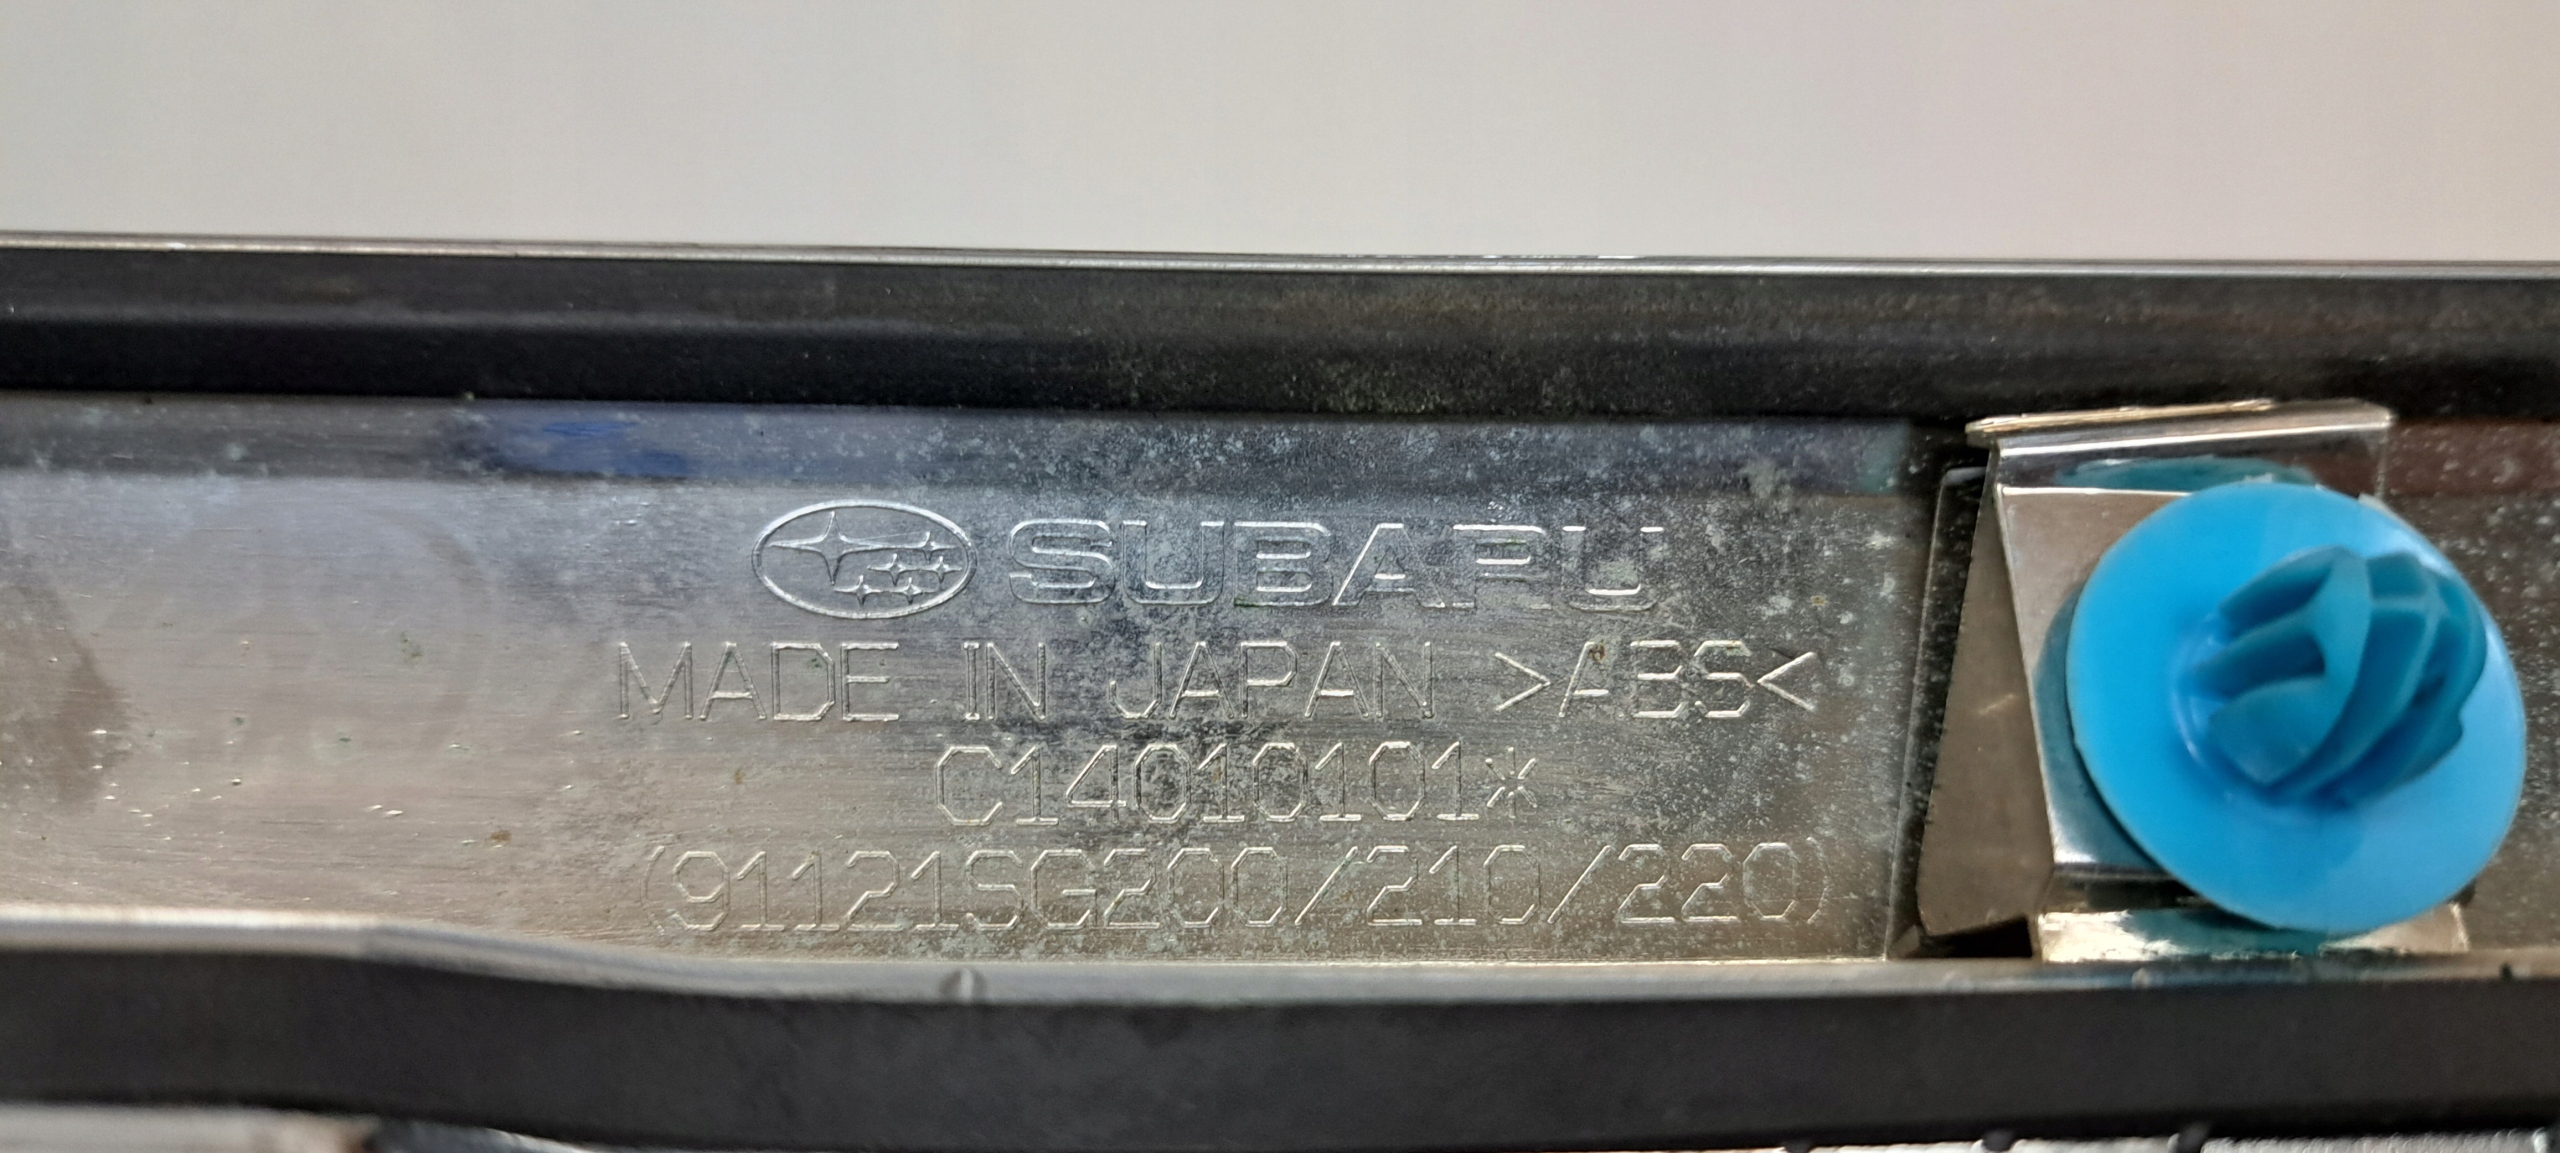 SUBARU
MADE IN JAPAN >ABS<
C14010101*
(91121SG200/210/220)